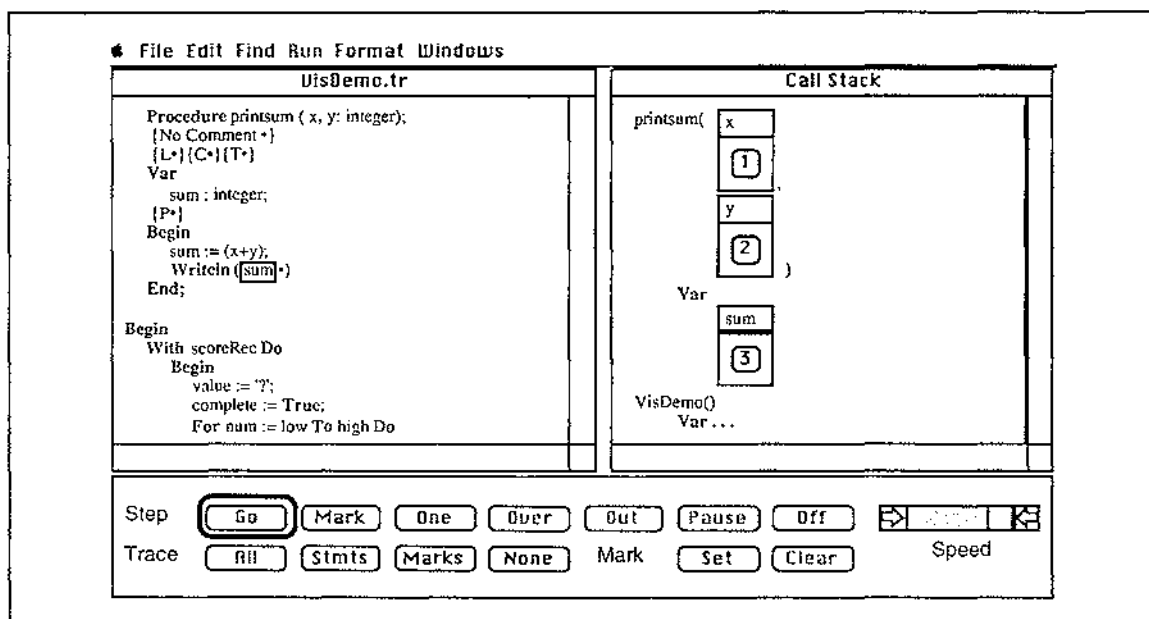 File Edit Find Run Format Windows
VisDemo.tr
Procedure printsum ( x, y: integer);
{No Comment •}
{L•}{C•}{T•}
Var
sum : integer;
{P•}
Begin
sum := (x+y);
Writeln (sum •)
End;
Begin
With scoreRec Do
Begin
value := '?';
complete := True;
For num := low To high Do
Call Stack
printsum( x
1 ,
y
2 )
Var
sum
3
VisDemo()
Var . . .
Step Go Mark One Over Out Pause Off
Trace All Stmts Marks None Mark Set Clear Speed